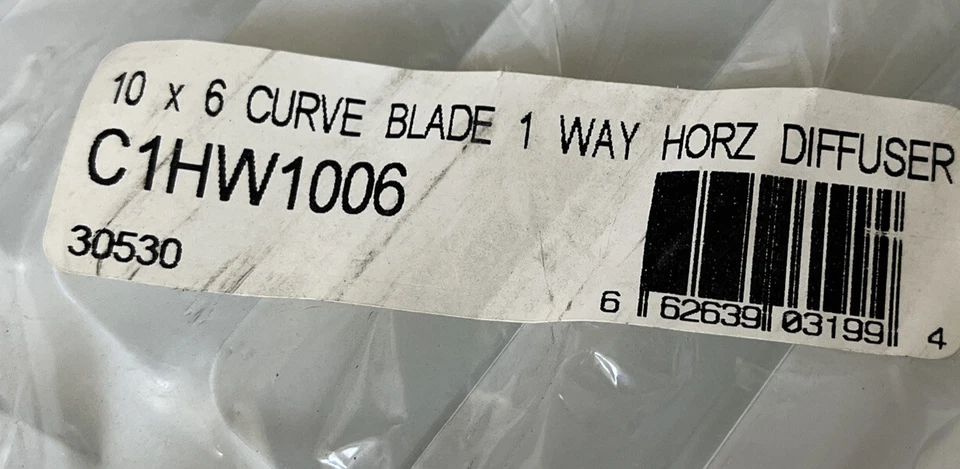 10 x 6 CURVE BLADE 1 WAY HORZ DIFFUSER
C1HW1006
30530
6 62639 03199 4